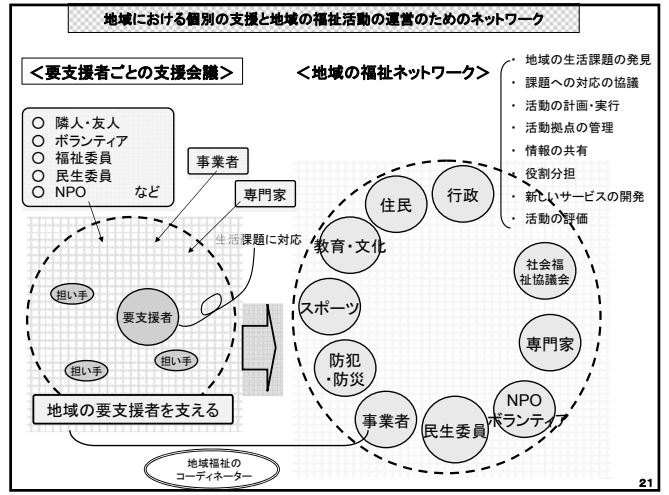 地域における個別の支援と地域の福祉活動の運営のためのネットワーク
＜要支援者ごとの支援会議＞
＜地域の福祉ネットワーク＞
・ 地域の生活課題の発見
・ 課題への対応の協議
・ 活動の計画・実行
・ 活動拠点の管理
・ 情報の共有
・ 役割分担
・ 新しいサービスの開発
・ 活動の評価
○ 隣人・友人
○ ボランティア
○ 福祉委員
○ 民生委員
○ NPO など
事業者
専門家
生活課題に対応
担い手
要支援者
担い手
担い手
地域の要支援者を支える
地域福祉の
コーディネーター
行政
住民
教育・文化
スポーツ
防犯
・防災
事業者
民生委員
NPO
ボランティア
専門家
社会福
祉協議会
21